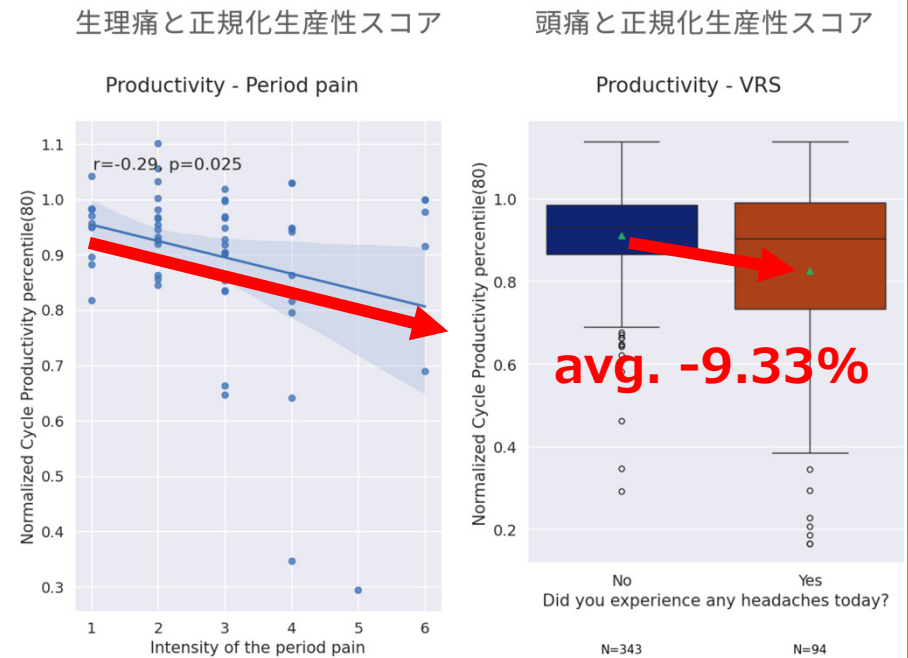 生理痛と正規化生産性スコア
Productivity - Period pain
r=-0.29, p=0.025
Normalized Cycle Productivity percentile(80)
1.1
1.0
0.9
0.8
0.7
0.6
0.5
0.4
0.3
1 2 3 4 5 6
Intensity of the period pain
頭痛と正規化生産性スコア
Productivity - VRS
Normalized Cycle Productivity percentile(80)
1.0
0.8
0.6
0.4
0.2
avg. -9.33%
No Yes
Did you experience any headaches today?
N=343 N=94